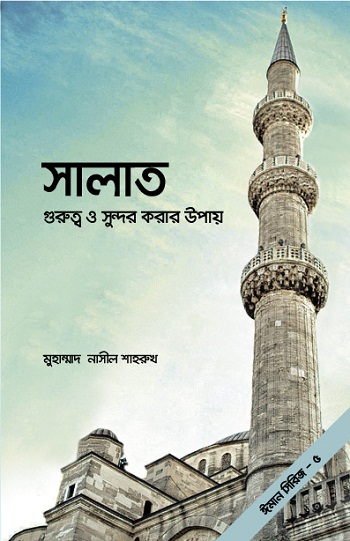 সালাত
গুরুত্ব ও সুন্দর করার উপায়
মুহাম্মাদ নাসীল শাহরুখ
ঈমান সিরিজ - ৫